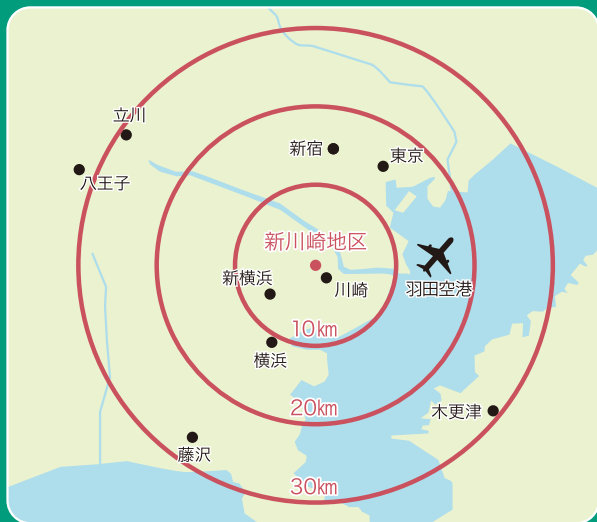 立川
新宿
東京
八王子
新川崎地区
新横浜
川崎
羽田空港
10km
横浜
20km
木更津
藤沢
30km